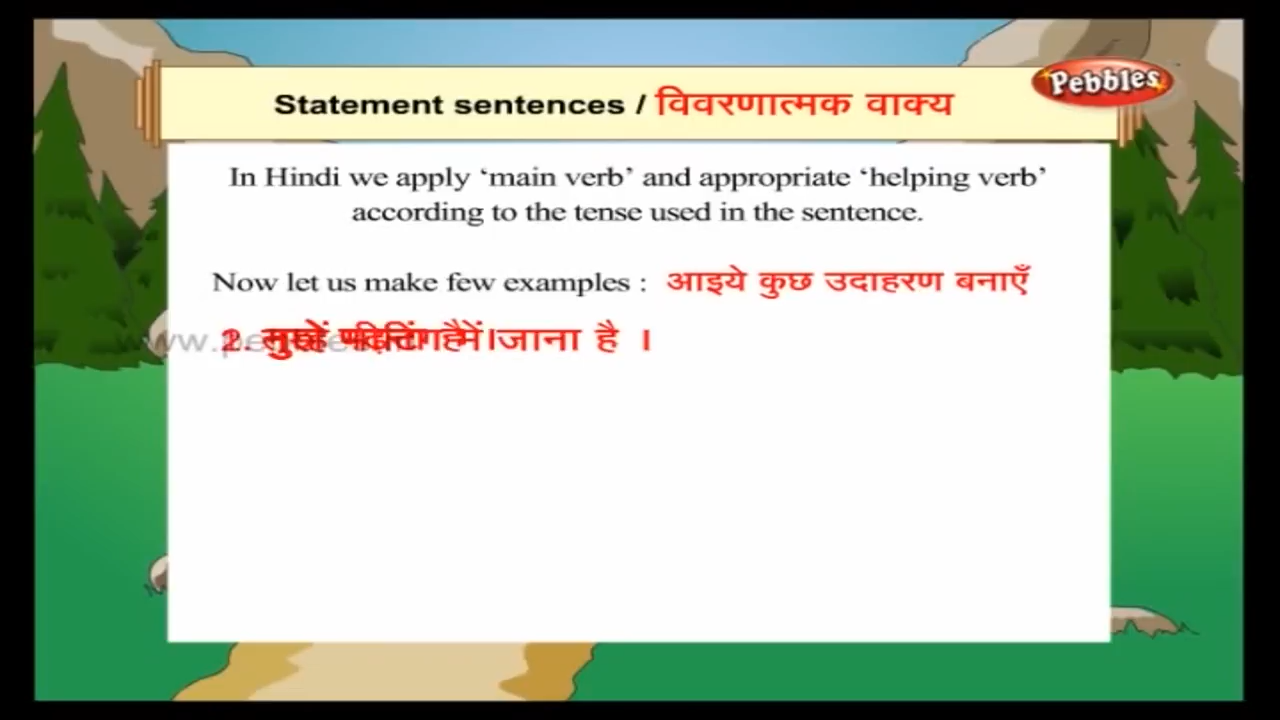 Pebbles
Statement sentences / विवरणात्मक वाक्य
In Hindi we apply ‘main verb’ and appropriate ‘helping verb’
according to the tense used in the sentence.
Now let us make few examples : आइये कुछ उदाहरण बनाएँ
जाना है ।